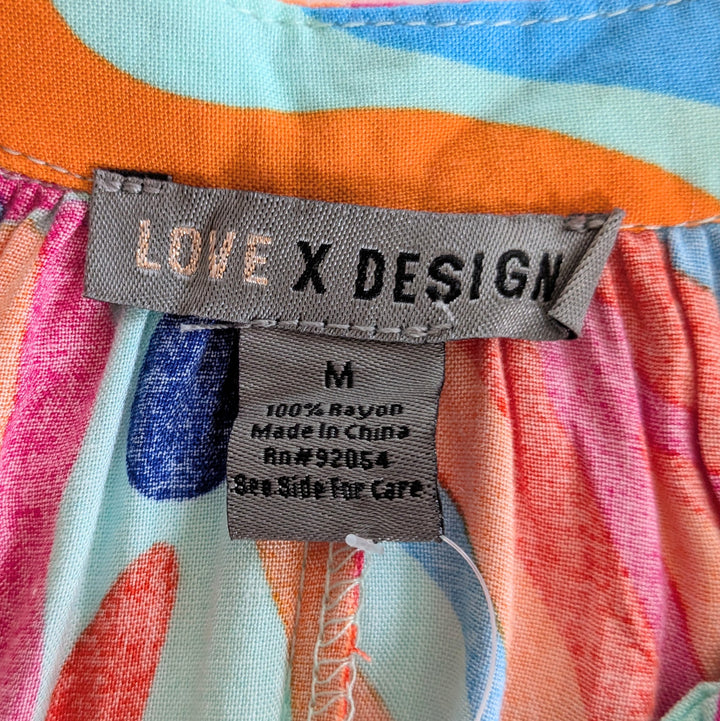 LOVE X DESIGN
M
100% Rayon
Made In China
Rn#92054
See Side For Care